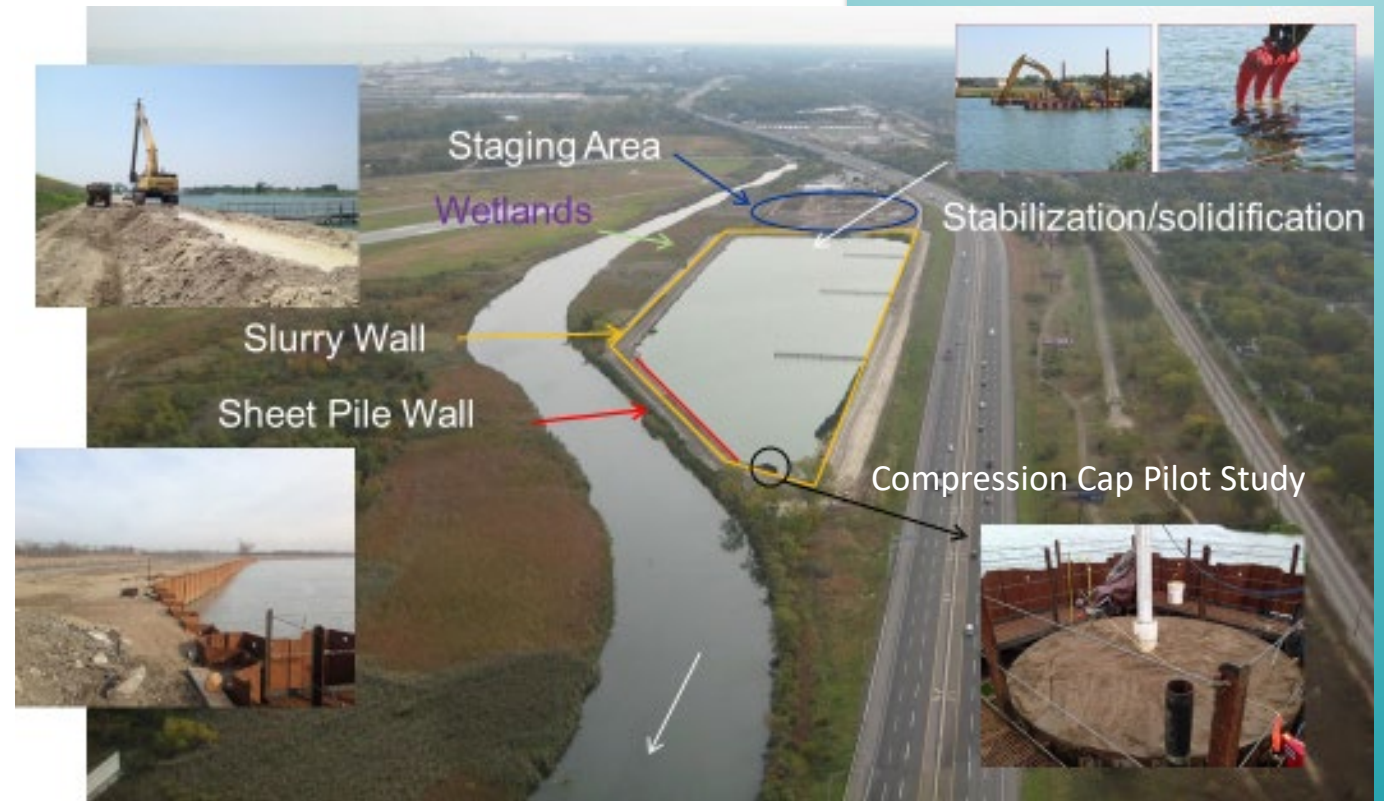 Staging Area
Wetlands
Stabilization/solidification
Slurry Wall
Sheet Pile Wall
Compression Cap Pilot Study